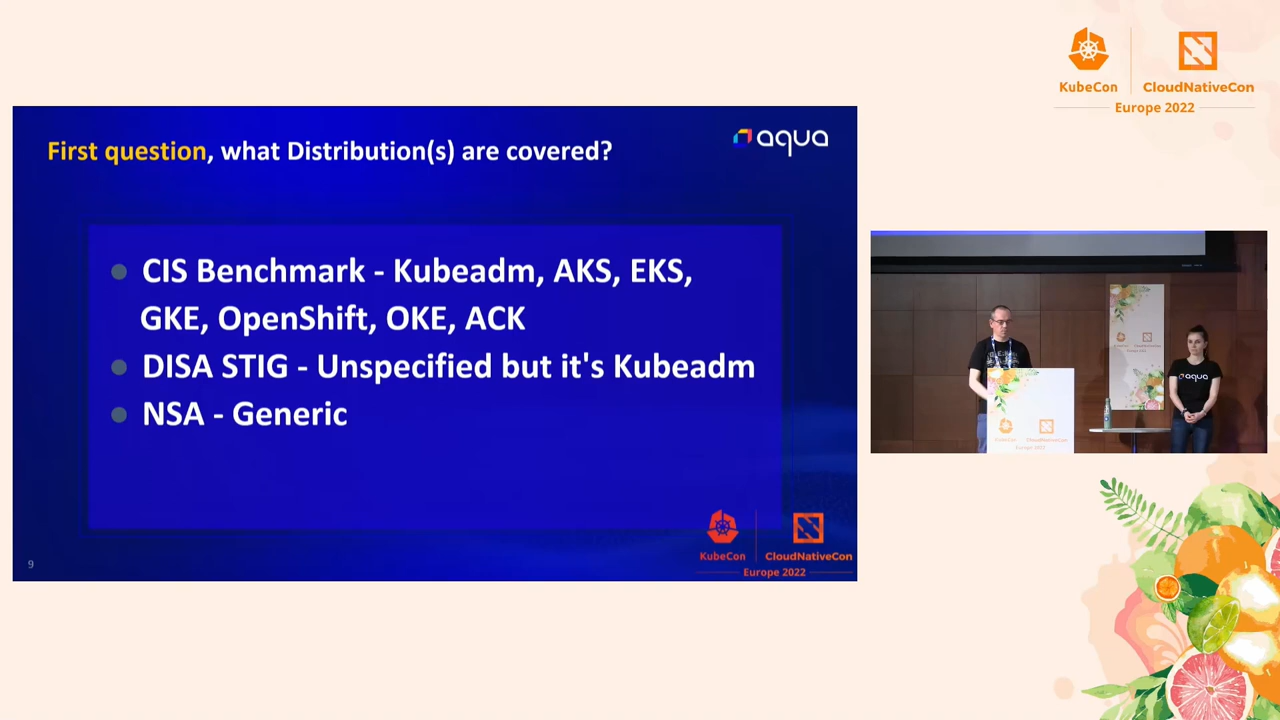 KubeCon
CloudNativeCon
Europe 2022
First question, what Distribution(s) are covered?
aqua
CIS Benchmark - Kubeadm, AKS, EKS,
GKE, OpenShift, OKE, ACK
DISA STIG - Unspecified but it's Kubeadm
NSA - Generic
9
KubeCon
CloudNativeCon
Europe 2022
aqua